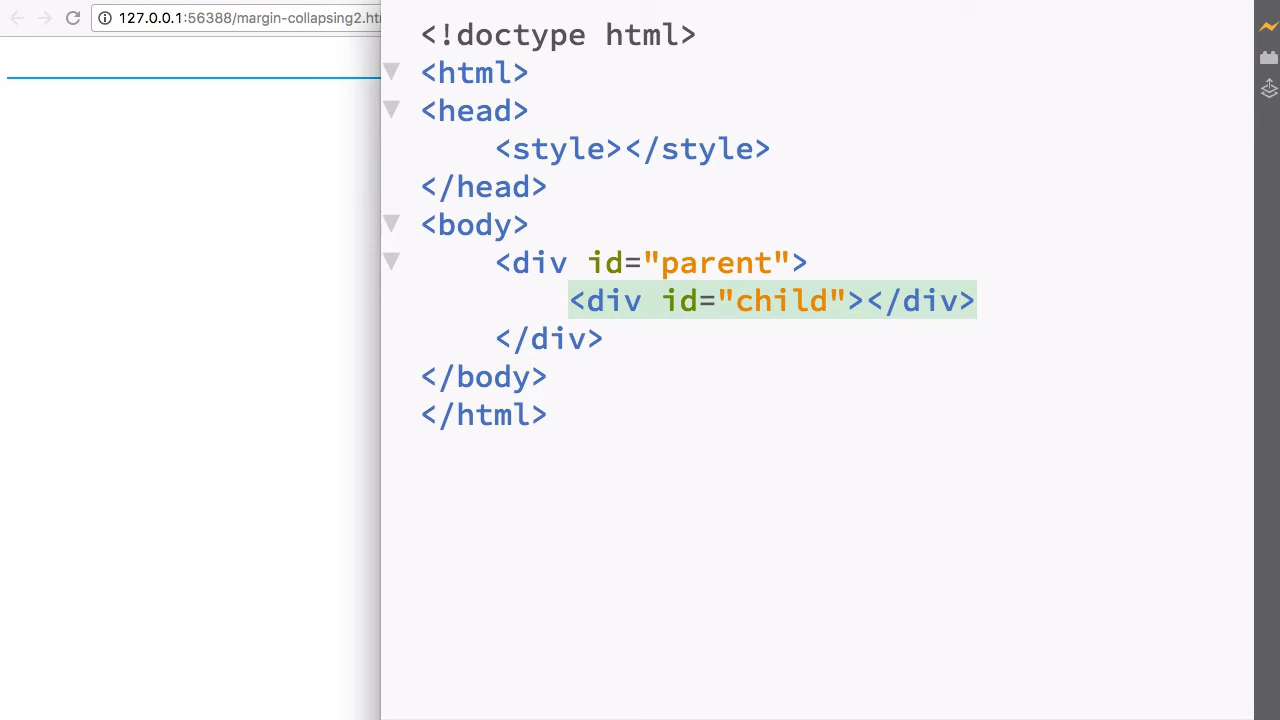 127.0.0.1:56388/margin-collapsing2.ht
<!doctype html>
<html>
<head>
<style></style>
</head>
<body>
<div id="parent">
<div id="child"></div>
</div>
</body>
</html>